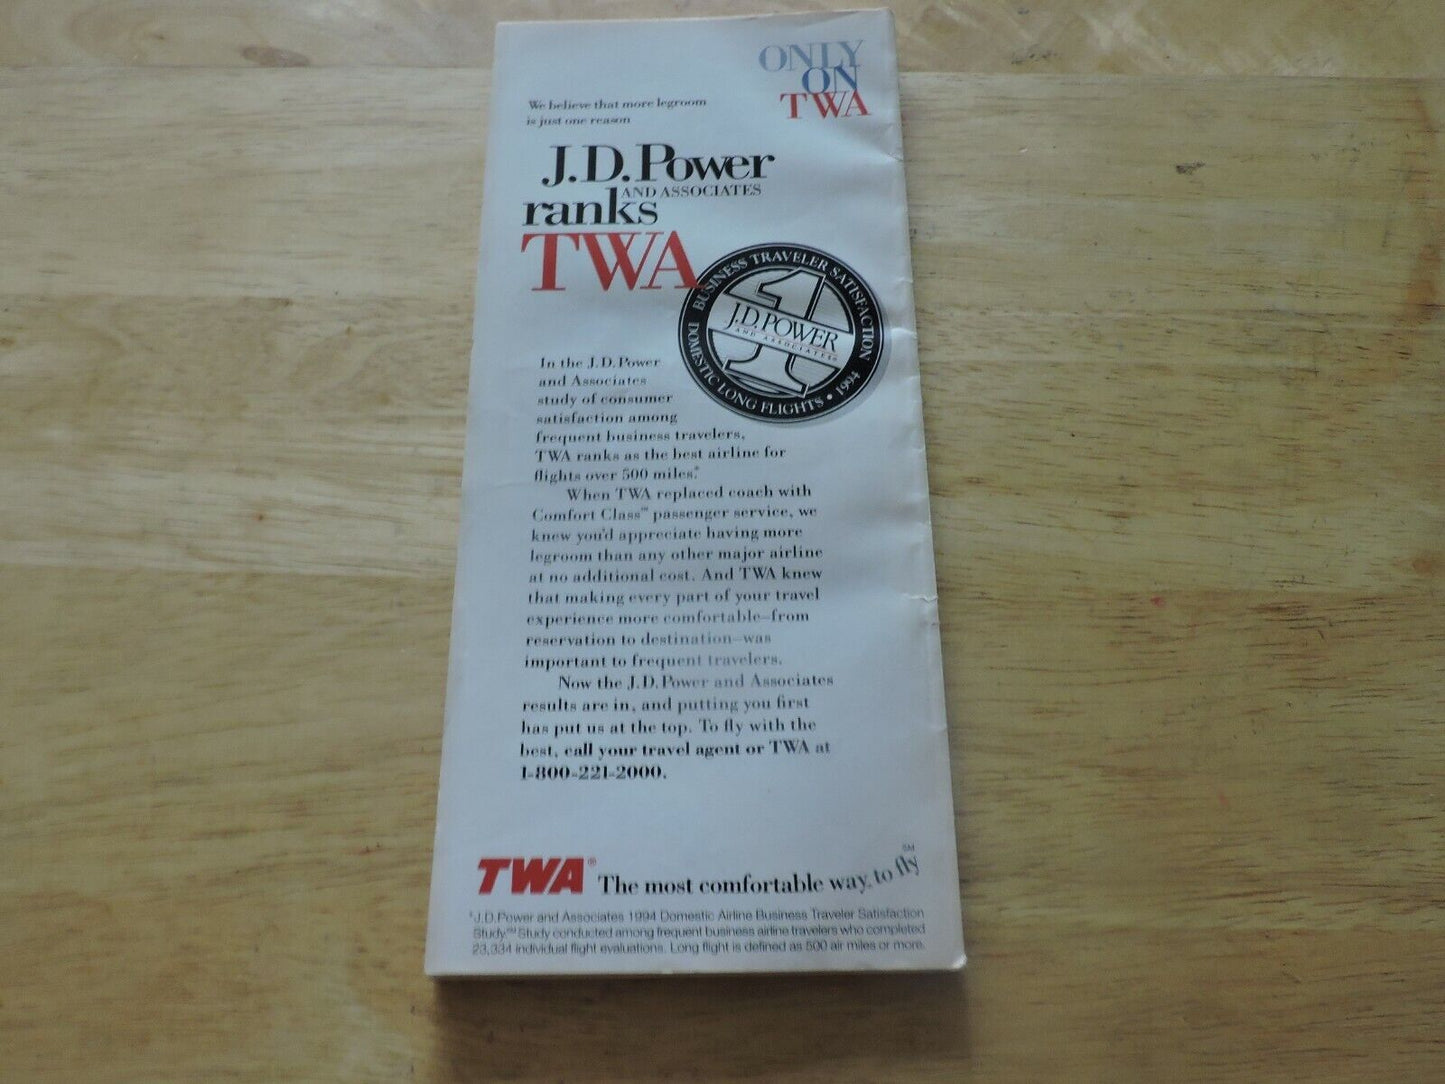 ONLY
ON
TWA
We believe that more legroom
is just one reason
J.D.Power
AND ASSOCIATES
ranks
TWA
BUSINESS TRAVELER SATISFACTION
1
J.D.POWER
AND ASSOCIATES®
DOMESTIC LONG FLIGHTS • 1994
In the J.D.Power
and Associates
study of consumer
satisfaction among
frequent business travelers,
TWA ranks as the best airline for
flights over 500 miles.‡
When TWA replaced coach with
Comfort Class℠ passenger service, we
knew you'd appreciate having more
legroom than any other major airline
at no additional cost. And TWA knew
that making every part of your travel
experience more comfortable–from
reservation to destination–was
important to frequent travelers.
Now the J.D.Power and Associates
results are in, and putting you first
has put us at the top. To fly with the
best, call your travel agent or TWA at
1-800-221-2000.
TWA® The most comfortable way to fly℠
‡J.D.Power and Associates 1994 Domestic Airline Business Traveler Satisfaction
Study.℠ Study conducted among frequent business airline travelers who completed
23,334 individual flight evaluations. Long flight is defined as 500 air miles or more.